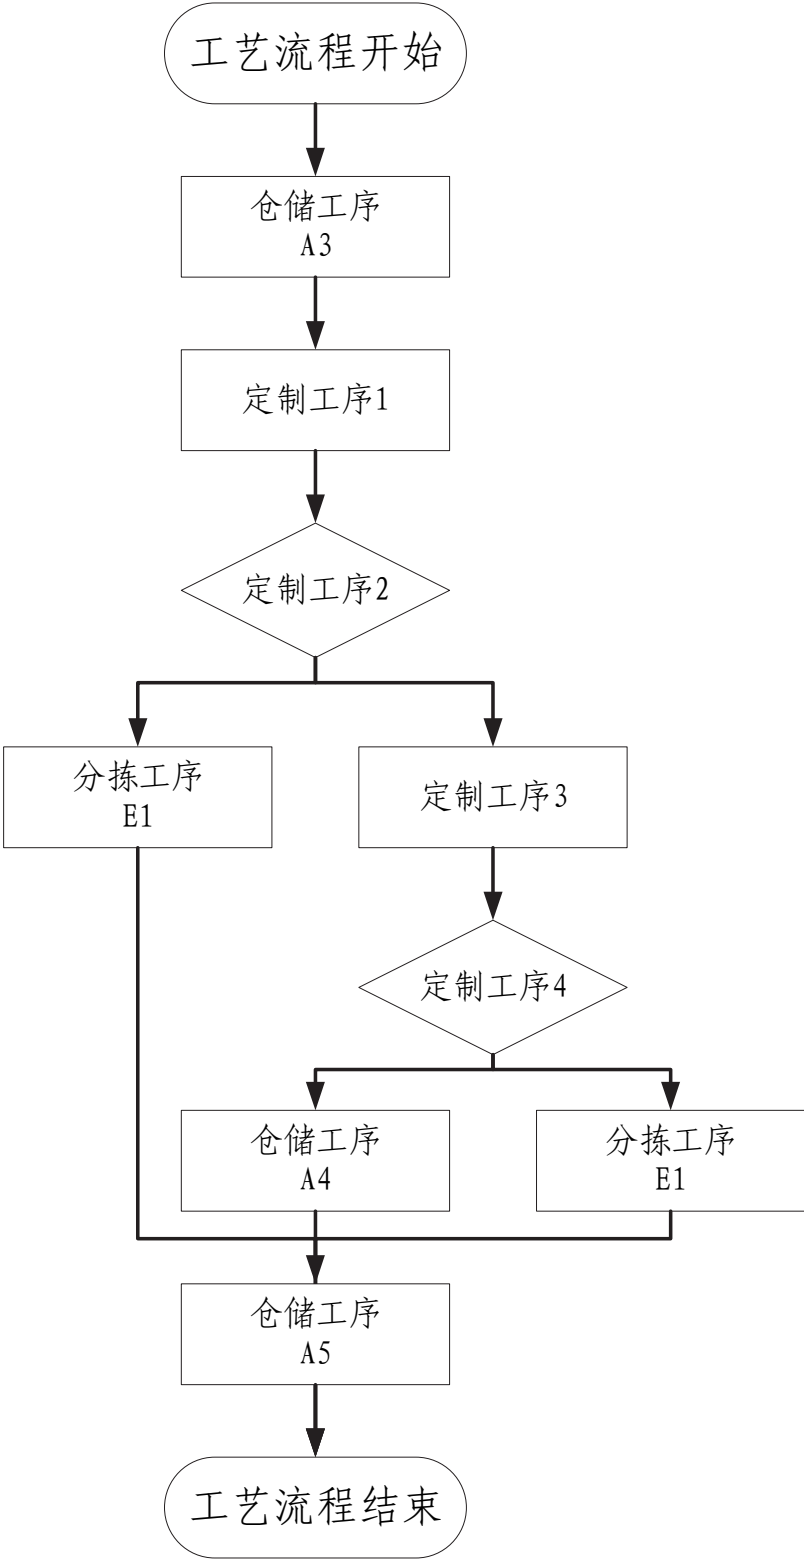 工艺流程开始
仓储工序
A3
定制工序1
定制工序2
分拣工序
E1
定制工序3
定制工序4
仓储工序
A4
分拣工序
E1
仓储工序
A5
工艺流程结束